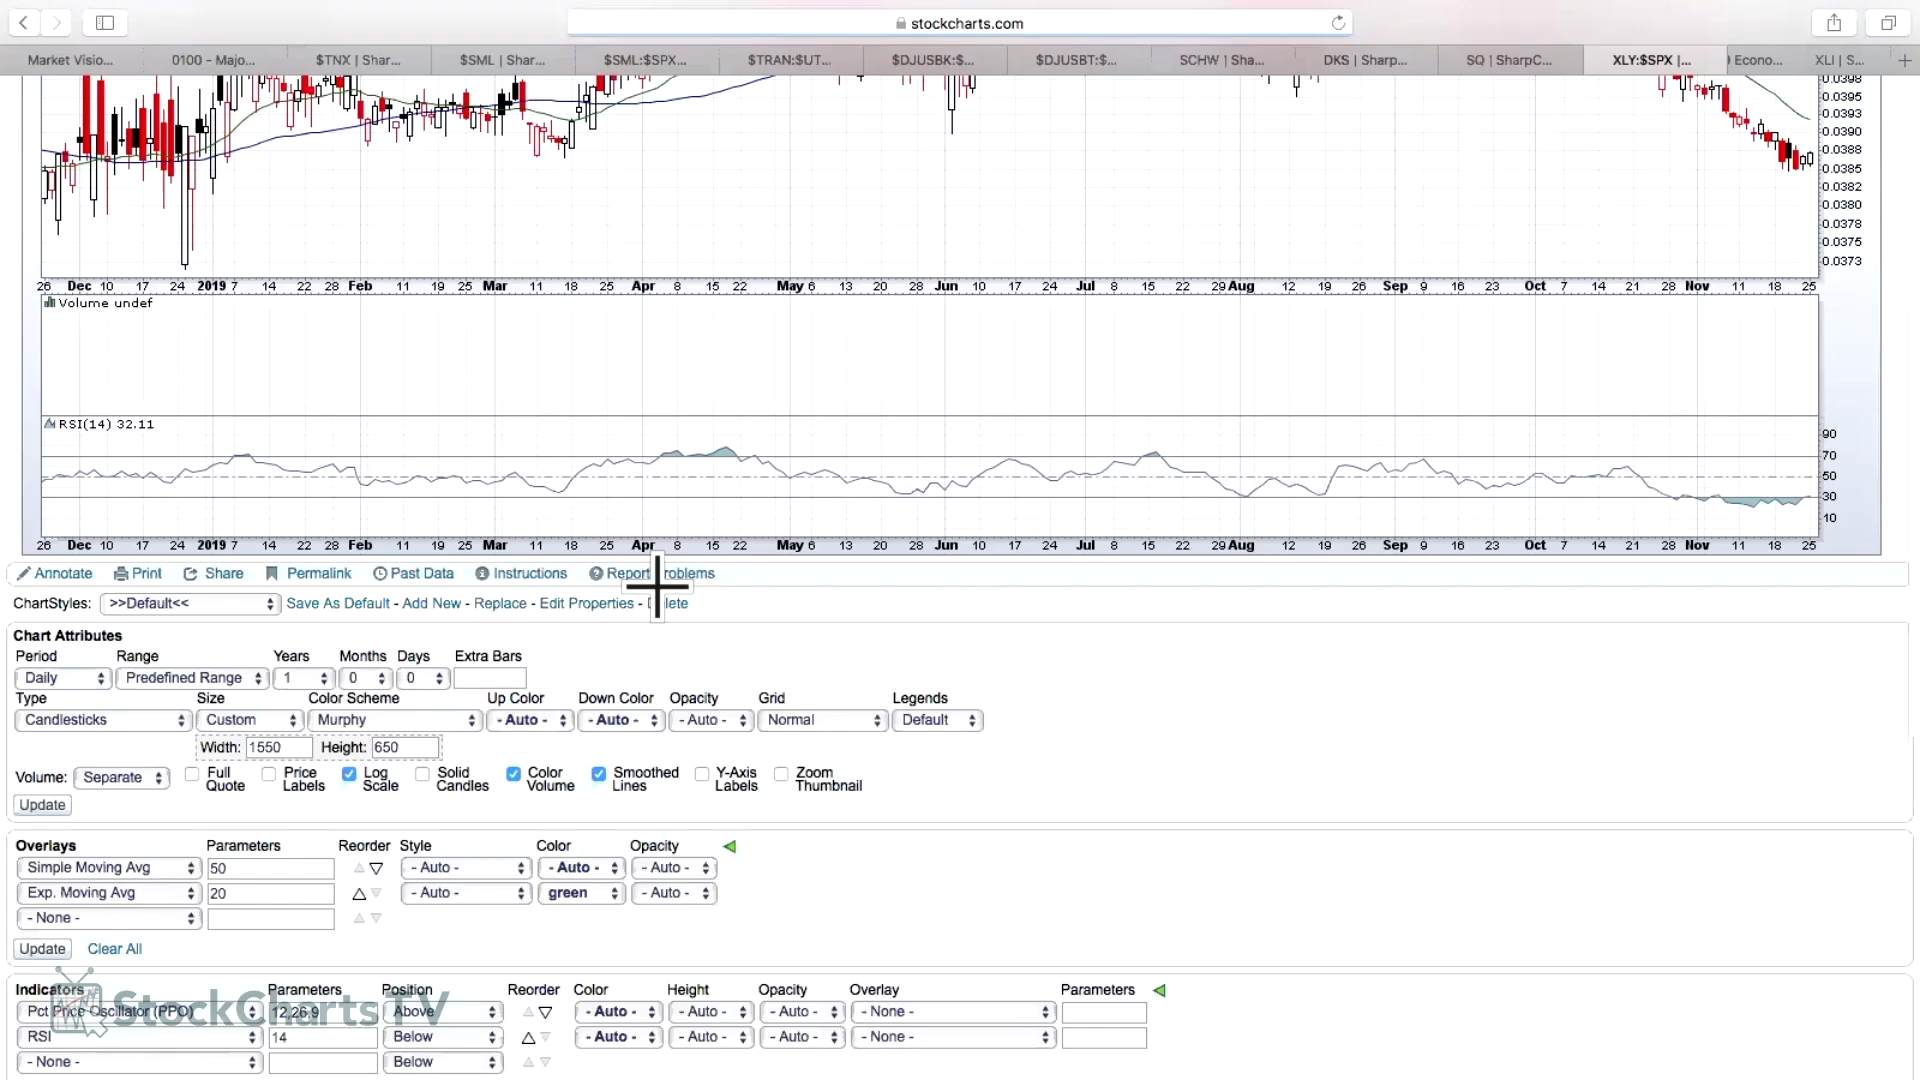 stockcharts.com
Market Visio... 0100 - Majo... $TNX | Shar... $SML | Shar... $SML:$SPX... $TRAN:$UT... $DJUSBK:$... $DJUSBT:$... SCHW | Sha... DKS | Sharp... SQ | SharpC... XLY:$SPX |... Econo... XLI | S...
0.0398
0.0395
0.0393
0.0390
0.0388
0.0385
0.0382
0.0380
0.0378
0.0375
0.0373
26 Dec 10 17 24 2019 7 14 22 28 Feb 11 19 25 Mar 11 18 25 Apr 8 15 22 May 6 13 20 28 Jun 10 17 24 Jul 8 15 22 29 Aug 12 19 26 Sep 9 16 23 Oct 7 14 21 28 Nov 11 18 25
Volume undef
RSI(14) 32.11
90
70
50
30
10
26 Dec 10 17 24 2019 7 14 22 28 Feb 11 19 25 Mar 11 18 25 Apr 8 15 22 May 6 13 20 28 Jun 10 17 24 Jul 8 15 22 29 Aug 12 19 26 Sep 9 16 23 Oct 7 14 21 28 Nov 11 18 25
Annotate Print Share Permalink Past Data Instructions Report Problems
ChartStyles: >>Default<< Save As Default - Add New - Replace - Edit Properties - Delete
Chart Attributes
Period Range Years Months Days Extra Bars
Daily Predefined Range 1 0 0
Type Size Color Scheme Up Color Down Color Opacity Grid Legends
Candlesticks Custom Murphy - Auto - - Auto - - Auto - Normal Default
Width: 1550 Height: 650
Volume: Separate Full Quote Price Labels Log Scale Solid Candles Color Volume Smoothed Lines Y-Axis Labels Zoom Thumbnail
Update
Overlays Parameters Reorder Style Color Opacity
Simple Moving Avg 50 - Auto - - Auto - - Auto -
Exp. Moving Avg 20 - Auto - green - Auto -
- None -
Update Clear All
Indicators Parameters Position Reorder Color Height Opacity Overlay Parameters
Pct Price Oscillator (PPO) 12,26,9 Above - Auto - - Auto - - Auto - - None -
StockChartsTV
RSI 14 Below - Auto - - Auto - - Auto - - None -
- None - Below